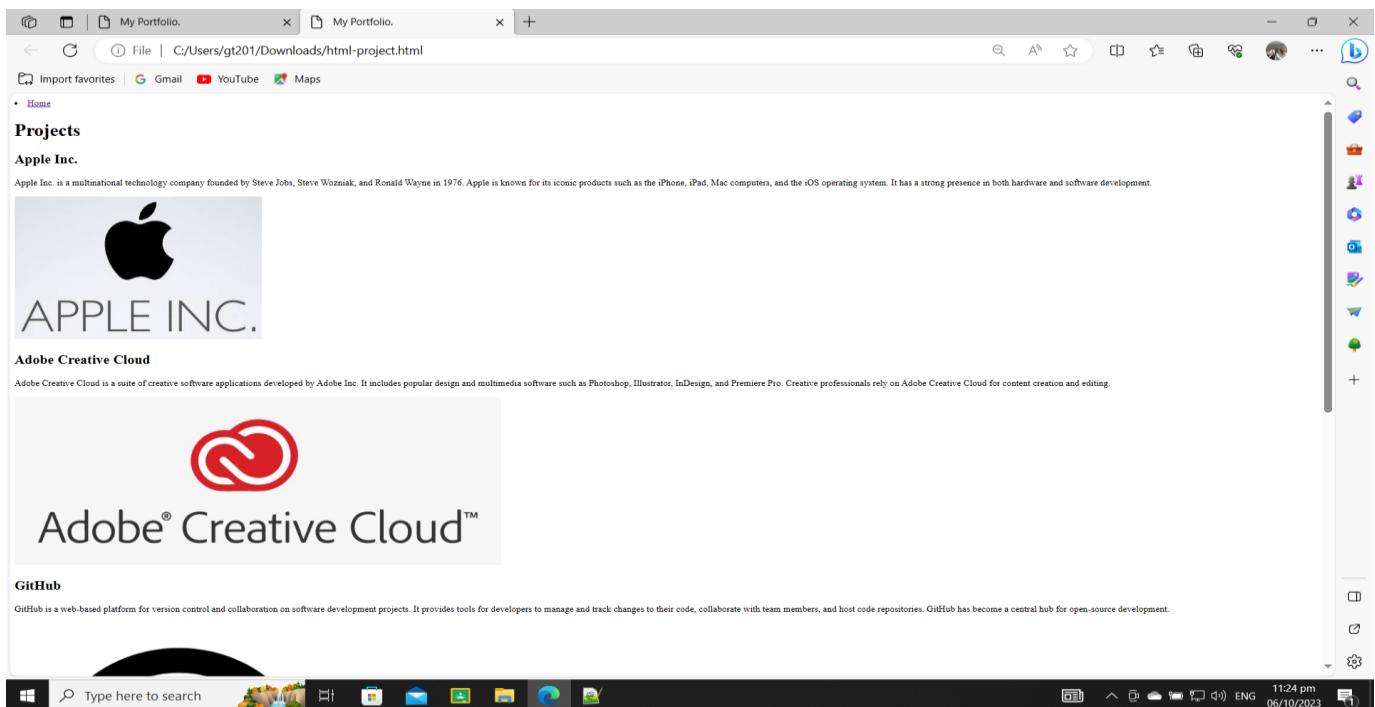 My Portfolio.
My Portfolio.
File | C:/Users/gt201/Downloads/html-project.html
Import favorites
Gmail
YouTube
Maps
Home
Projects
Apple Inc.
Apple Inc. is a multinational technology company founded by Steve Jobs, Steve Wozniak, and Ronald Wayne in 1976. Apple is known for its iconic products such as the iPhone, iPad, Mac computers, and the iOS operating system. It has a strong presence in both hardware and software development.
APPLE INC.
Adobe Creative Cloud
Adobe Creative Cloud is a suite of creative software applications developed by Adobe Inc. It includes popular design and multimedia software such as Photoshop, Illustrator, InDesign, and Premiere Pro. Creative professionals rely on Adobe Creative Cloud for content creation and editing.
Adobe® Creative Cloud™
GitHub
GitHub is a web-based platform for version control and collaboration on software development projects. It provides tools for developers to manage and track changes to their code, collaborate with team members, and host code repositories. GitHub has become a central hub for open-source development.
Type here to search
ENG
11:24 pm
06/10/2023